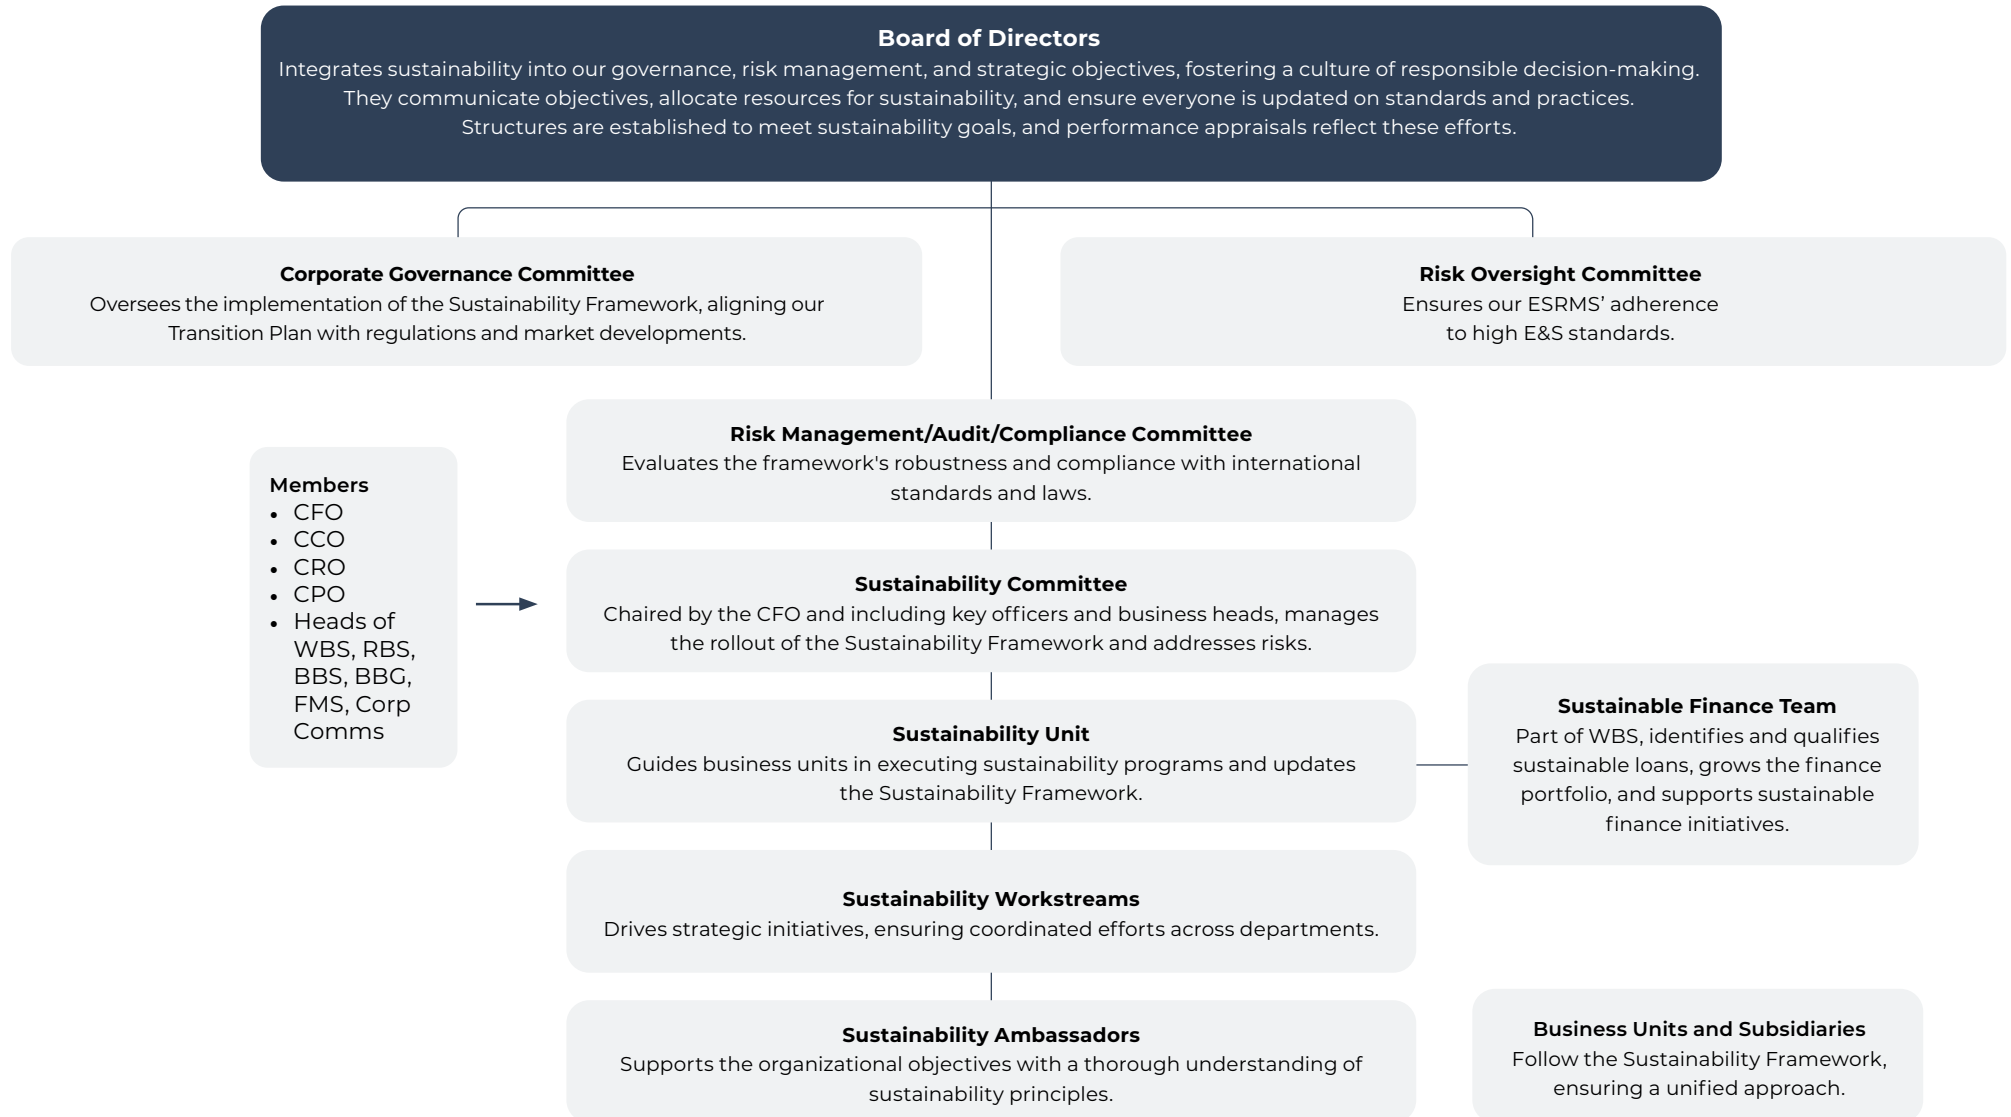 Board of Directors
Integrates sustainability into our governance, risk management, and strategic objectives, fostering a culture of responsible decision-making.
They communicate objectives, allocate resources for sustainability, and ensure everyone is updated on standards and practices.
Structures are established to meet sustainability goals, and performance appraisals reflect these efforts.
Corporate Governance Committee
Oversees the implementation of the Sustainability Framework, aligning our
Transition Plan with regulations and market developments.
Risk Oversight Committee
Ensures our ESRMS’ adherence
to high E&S standards.
Risk Management/Audit/Compliance Committee
Evaluates the framework's robustness and compliance with international
standards and laws.
Members
• CFO
• CCO
• CRO
• CPO
• Heads of
WBS, RBS,
BBS, BBG,
FMS, Corp
Comms
Sustainability Committee
Chaired by the CFO and including key officers and business heads, manages
the rollout of the Sustainability Framework and addresses risks.
Sustainability Unit
Guides business units in executing sustainability programs and updates
the Sustainability Framework.
Sustainable Finance Team
Part of WBS, identifies and qualifies
sustainable loans, grows the finance
portfolio, and supports sustainable
finance initiatives.
Sustainability Workstreams
Drives strategic initiatives, ensuring coordinated efforts across departments.
Sustainability Ambassadors
Supports the organizational objectives with a thorough understanding of
sustainability principles.
Business Units and Subsidiaries
Follow the Sustainability Framework,
ensuring a unified approach.